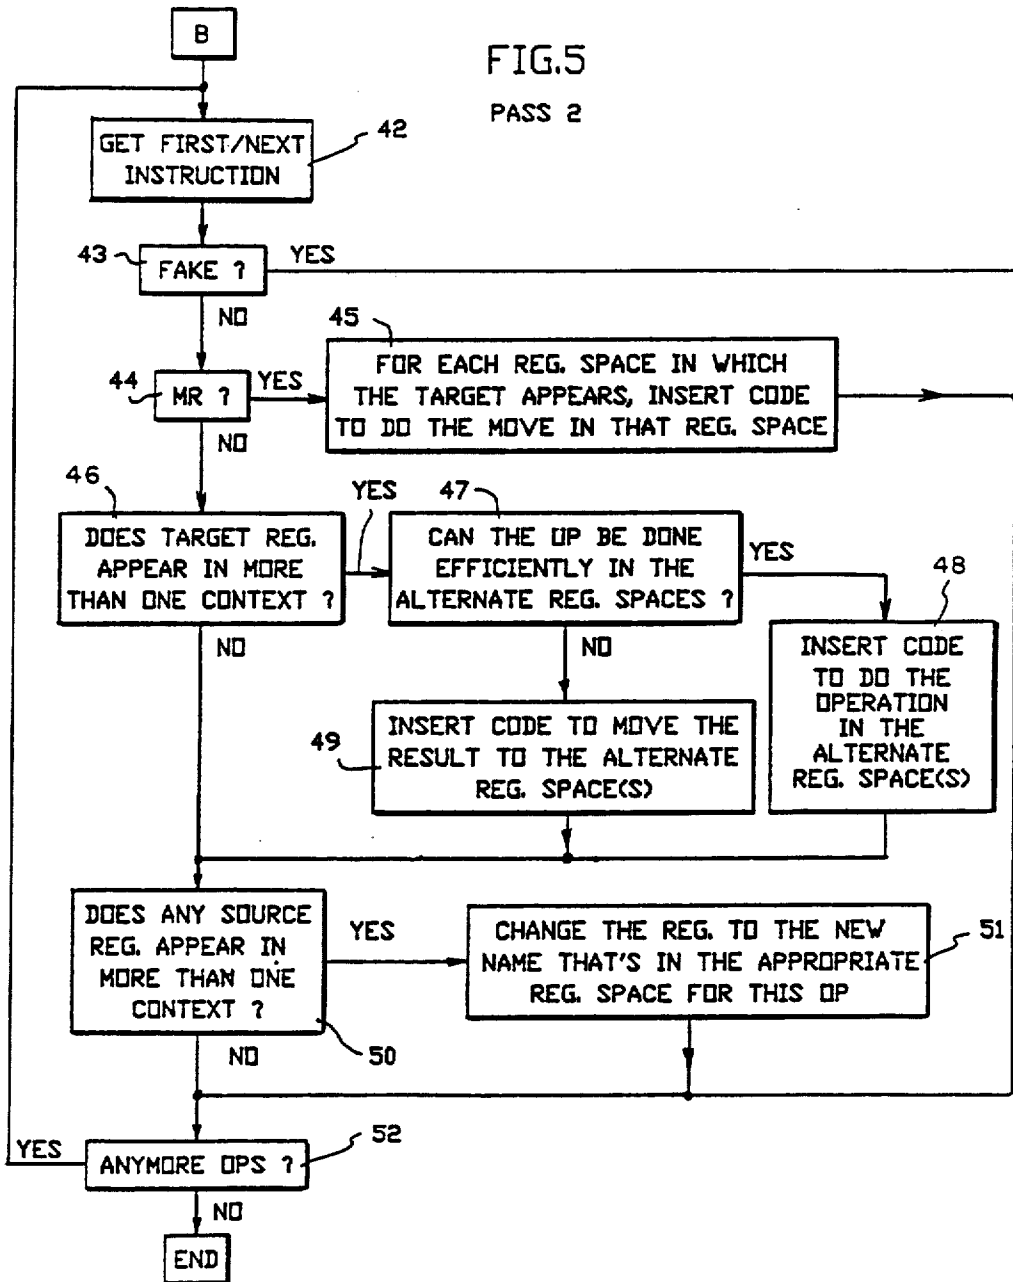 B
FIG.5
PASS 2
42
GET FIRST/NEXT
INSTRUCTION
43
FAKE ?
YES
NO
44
MR ?
YES
NO
45
FOR EACH REG. SPACE IN WHICH
THE TARGET APPEARS, INSERT CODE
TO DO THE MOVE IN THAT REG. SPACE
46
DOES TARGET REG.
APPEAR IN MORE
THAN ONE CONTEXT ?
YES
NO
47
CAN THE OP BE DONE
EFFICIENTLY IN THE
ALTERNATE REG. SPACES ?
YES
NO
48
INSERT CODE
TO DO THE
OPERATION
IN THE
ALTERNATE
REG. SPACE(S)
49
INSERT CODE TO MOVE THE
RESULT TO THE ALTERNATE
REG. SPACE(S)
DOES ANY SOURCE
REG. APPEAR IN
MORE THAN ONE
CONTEXT ?
YES
NO
50
CHANGE THE REG. TO THE NEW
NAME THAT'S IN THE APPROPRIATE
REG. SPACE FOR THIS OP
51
52
YES
ANYMORE OPS ?
NO
END